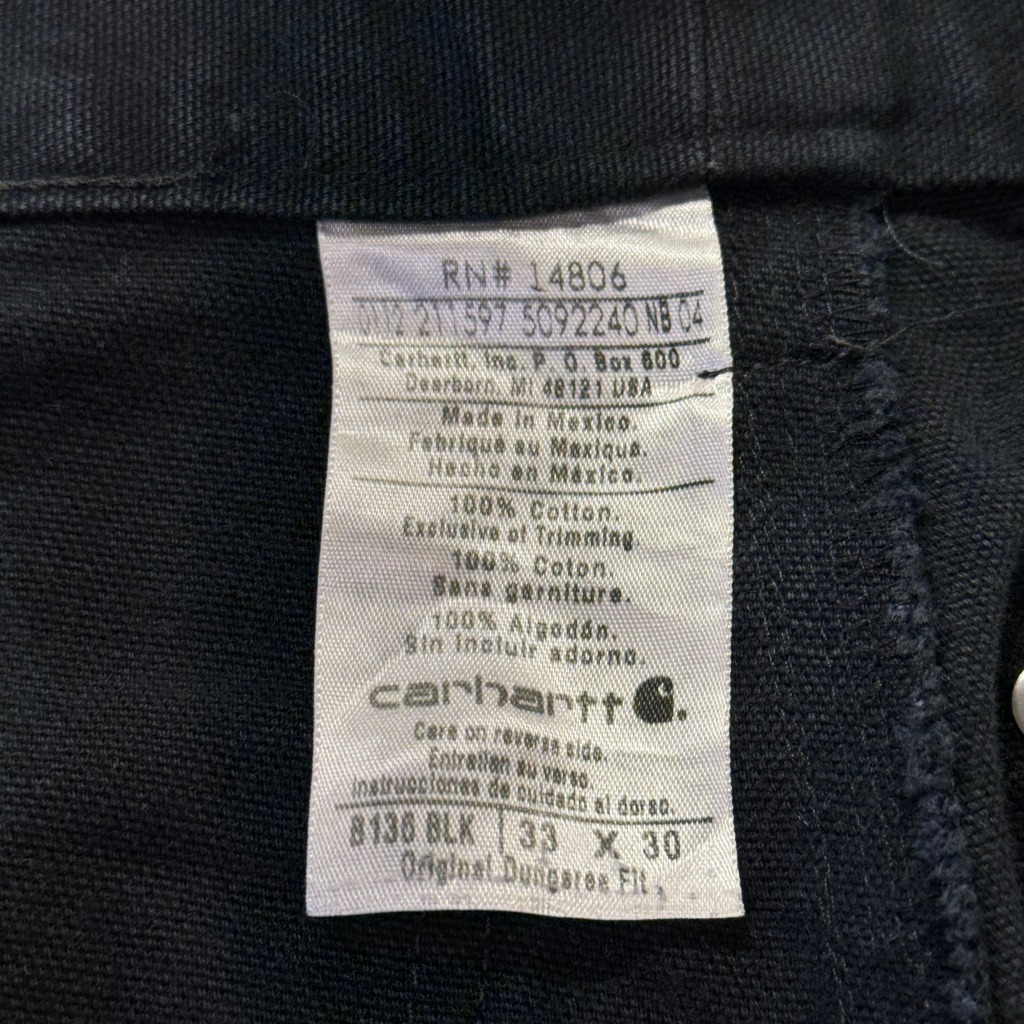 RN# 14806
0112 211597 5092240 NB 04
Carhartt, Inc. P. O. Box 600
Dearborn, MI 48121 USA
Made in Mexico.
Fabriqué au Mexique.
Hecho en México.
100% Cotton.
Exclusive of Trimming.
100% Coton.
Sans garniture.
100% Algodón.
Sin incluir adorno.
carhartt
Care on reverse side.
Entretien au verso.
Instrucciones de cuidado al dorso.
8136 BLK 33 X 30
Original Dungaree Fit